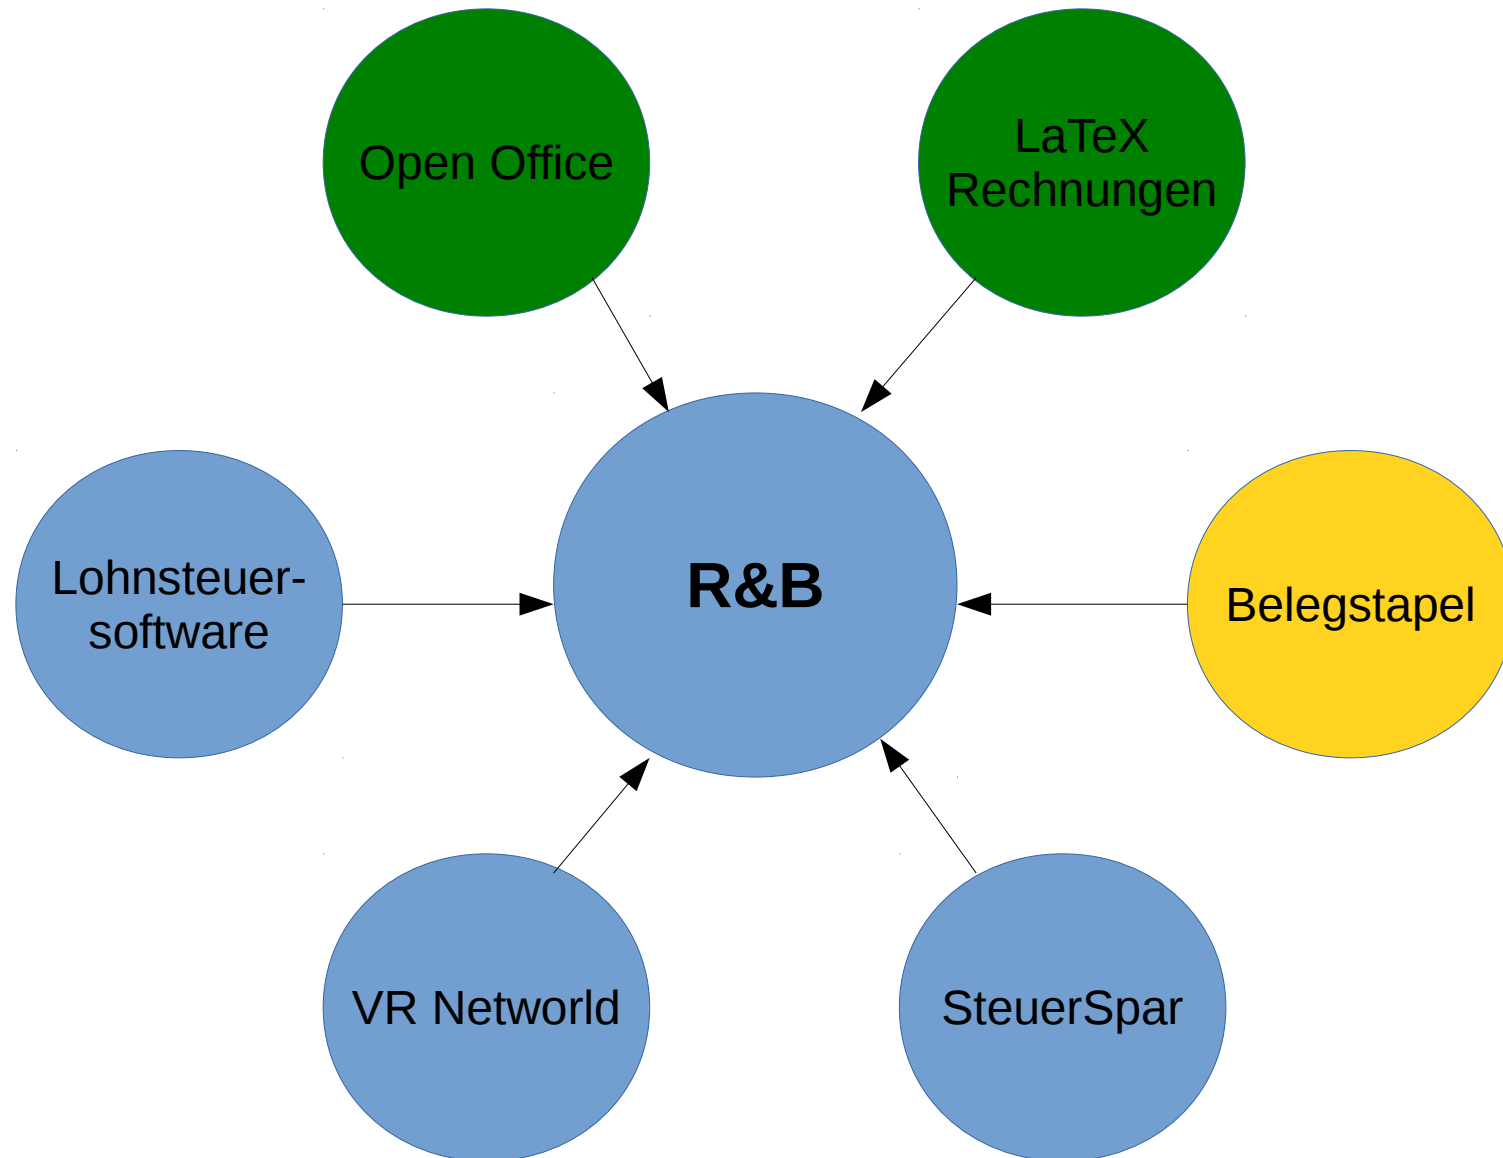 Open Office
LaTeX
Rechnungen
Lohnsteuer-
software
R&B
Belegstapel
VR Networld
SteuerSpar